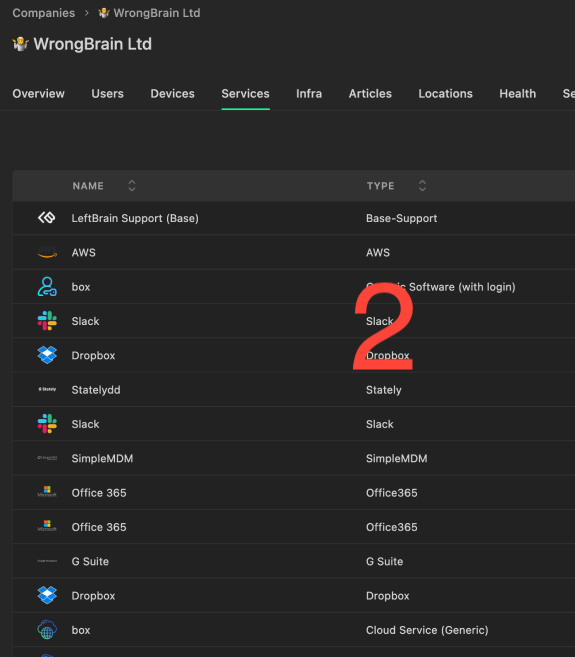 Companies > WrongBrain Ltd
WrongBrain Ltd
Overview Users Devices Services Infra Articles Locations Health Se
NAME TYPE
LeftBrain Support (Base) Base-Support
AWS AWS
box Software (with login)
Slack Slack
2
Dropbox Dropbox
Statelydd Stately
Slack Slack
SimpleMDM SimpleMDM
Office 365 Office365
Office 365 Office365
G Suite G Suite
Dropbox Dropbox
box Cloud Service (Generic)